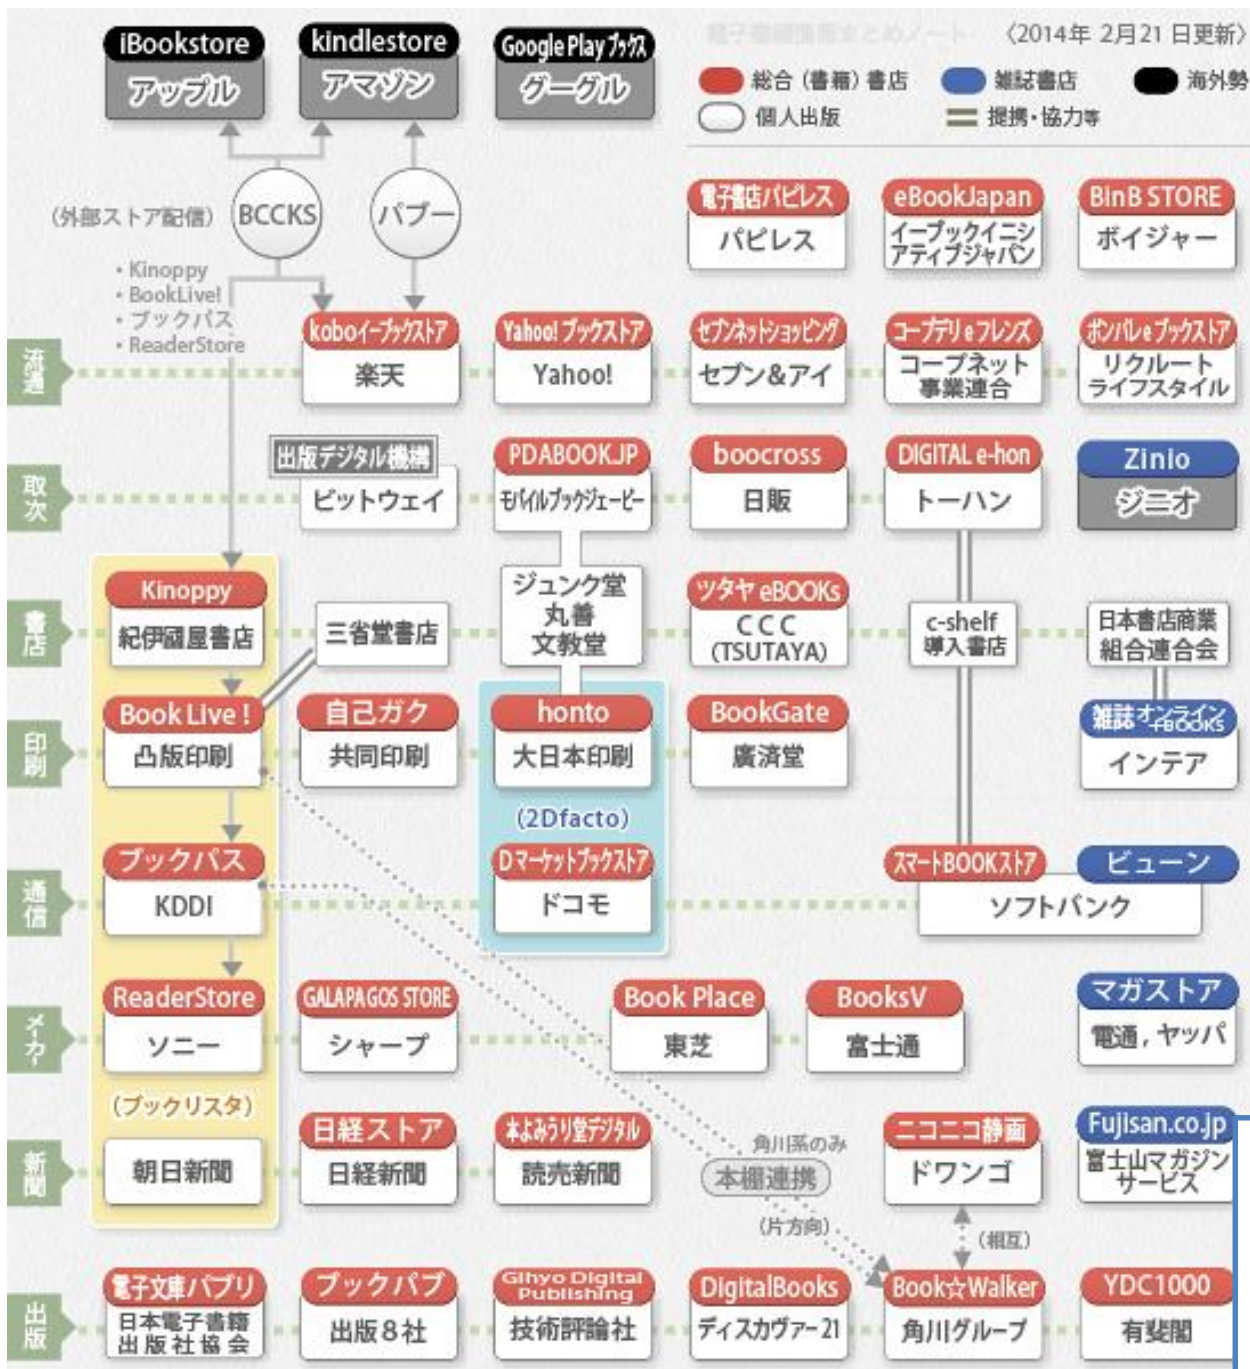 電子書籍情報まとめノート
〈2014年 2月21日更新〉
総合（書籍）書店
雑誌書店
海外勢
個人出版
提携・協力等
iBookstore
アップル
kindlestore
アマゾン
Google Play ブックス
グーグル
（外部ストア配信）
BCCKS
パブー
・Kinoppy
・BookLive!
・ブックパス
・ReaderStore
電子書店パピレス
パピレス
eBookJapan
イーブックイニシ
アティブジャパン
BinB STORE
ボイジャー
流通
koboイーブックストア
楽天
Yahoo! ブックストア
Yahoo!
セブンネットショッピング
セブン＆アイ
コープデリeフレンズ
コープネット
事業連合
ポンパレeブックストア
リクルート
ライフスタイル
取次
出版デジタル機構
ビットウェイ
PDABOOK.JP
モバイルブックジェーピー
boocross
日販
DIGITAL e-hon
トーハン
Zinio
ジニオ
書店
Kinoppy
紀伊國屋書店
三省堂書店
ジュンク堂
丸善
文教堂
ツタヤ eBOOKs
CCC
(TSUTAYA)
c-shelf
導入書店
日本書店商業
組合連合会
印刷
Book Live !
凸版印刷
自己ガク
共同印刷
honto
大日本印刷
(2Dfacto)
BookGate
廣済堂
雑誌オンライン
+BOOKS
インテア
通信
ブックパス
KDDI
Dマーケットブックストア
ドコモ
スマートBOOKストア
ビューン
ソフトバンク
メーカー
ReaderStore
ソニー
(ブックリスタ)
GALAPAGOS STORE
シャープ
Book Place
東芝
BooksV
富士通
マガストア
電通，ヤッパ
新聞
朝日新聞
日経ストア
日経新聞
本よみうり堂デジタル
読売新聞
角川系のみ
本棚連携
(片方向)
ニコニコ静画
ドワンゴ
(相互)
Fujisan.co.jp
富士山マガジン
サービス
出版
電子文庫パブリ
日本電子書籍
出版社協会
ブックパブ
出版8社
Gihyo Digital
Publishing
技術評論社
DigitalBooks
ディスカヴァー21
Book☆Walker
角川グループ
YDC1000
有斐閣